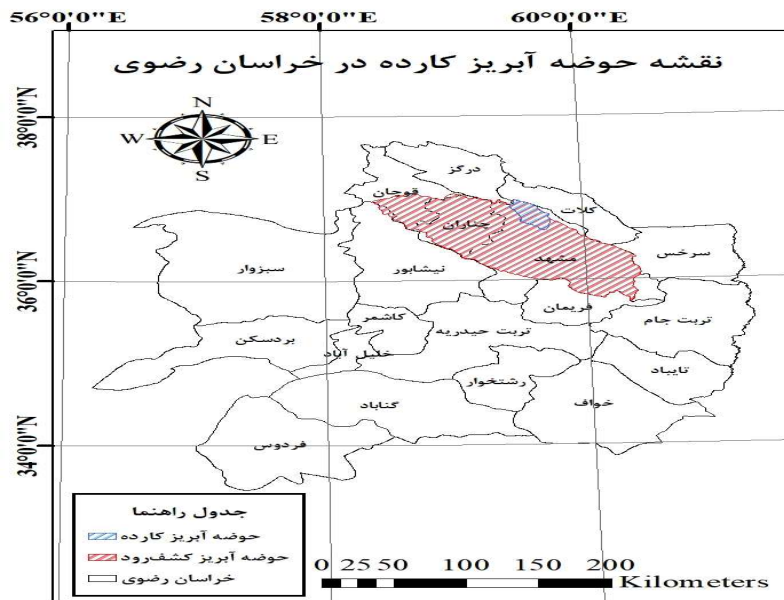 56°0'0"E 58°0'0"E 60°0'0"E
نقشه حوضه آبریز کارده در خراسان رضوی
38°0'0"N
N
W E
S
درگز
قوچان
کلات
چناران
سرخس
مشهد
سبزوار
نیشابور
36°0'0"N
فریمان
کاشمر
تربت جام
تربت حیدریه
بردسکن
خلیل آباد
تایباد
رشتخوار
خواف
گناباد
34°0'0"N
فردوس
جدول راهنما
حوضه آبریز کارده
حوضه آبریز کشف‌رود
خراسان رضوی
0 25 50 100 150 200
Kilometers